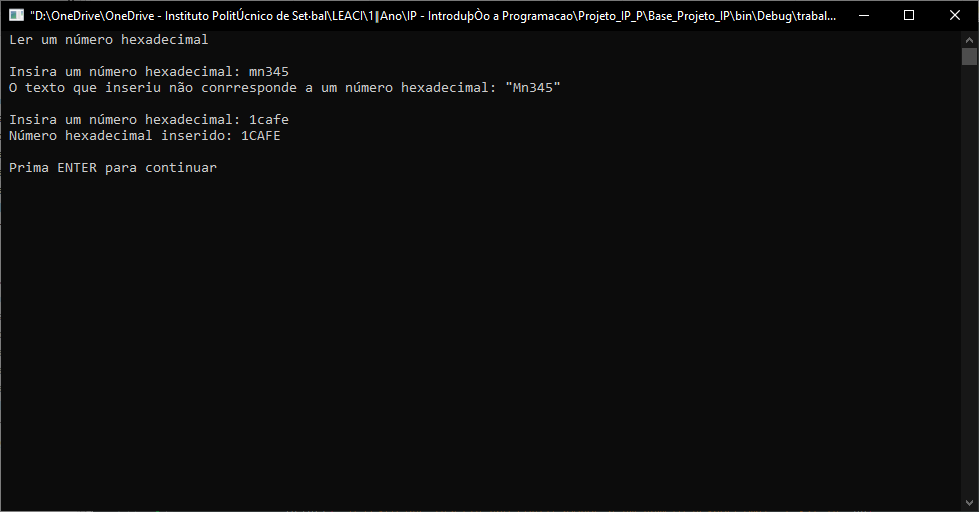 "D:\OneDrive\OneDrive - Instituto PolitÚcnico de Set·bal\LEACI\1║Ano\IP - IntroduþÒo a Programacao\Projeto_IP_P\Base_Projeto_IP\bin\Debug\trabal...
Ler um número hexadecimal
Insira um número hexadecimal: mn345
O texto que inseriu não conrresponde a um número hexadecimal: "Mn345"
Insira um número hexadecimal: 1cafe
Número hexadecimal inserido: 1CAFE
Prima ENTER para continuar